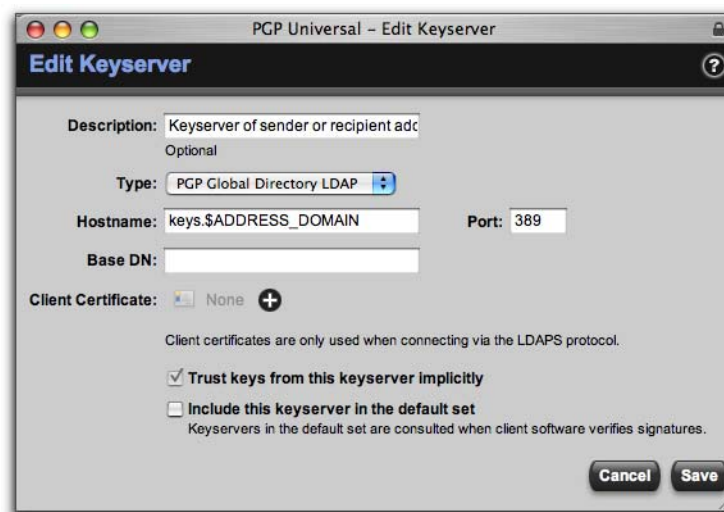 PGP Universal – Edit Keyserver
Edit Keyserver
?
Description: Keyserver of sender or recipient adc
Optional
Type: PGP Global Directory LDAP
Hostname: keys.$ADDRESS_DOMAIN Port: 389
Base DN:
Client Certificate: None
Client certificates are only used when connecting via the LDAPS protocol.
Trust keys from this keyserver implicitly
Include this keyserver in the default set
Keyservers in the default set are consulted when client software verifies signatures.
Cancel Save